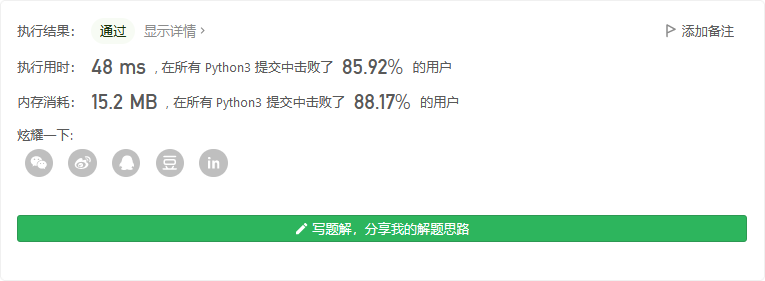 执行结果： 通过 显示详情 › 添加备注
执行用时： 48 ms , 在所有 Python3 提交中击败了 85.92% 的用户
内存消耗： 15.2 MB , 在所有 Python3 提交中击败了 88.17% 的用户
炫耀一下:
豆 in
写题解，分享我的解题思路